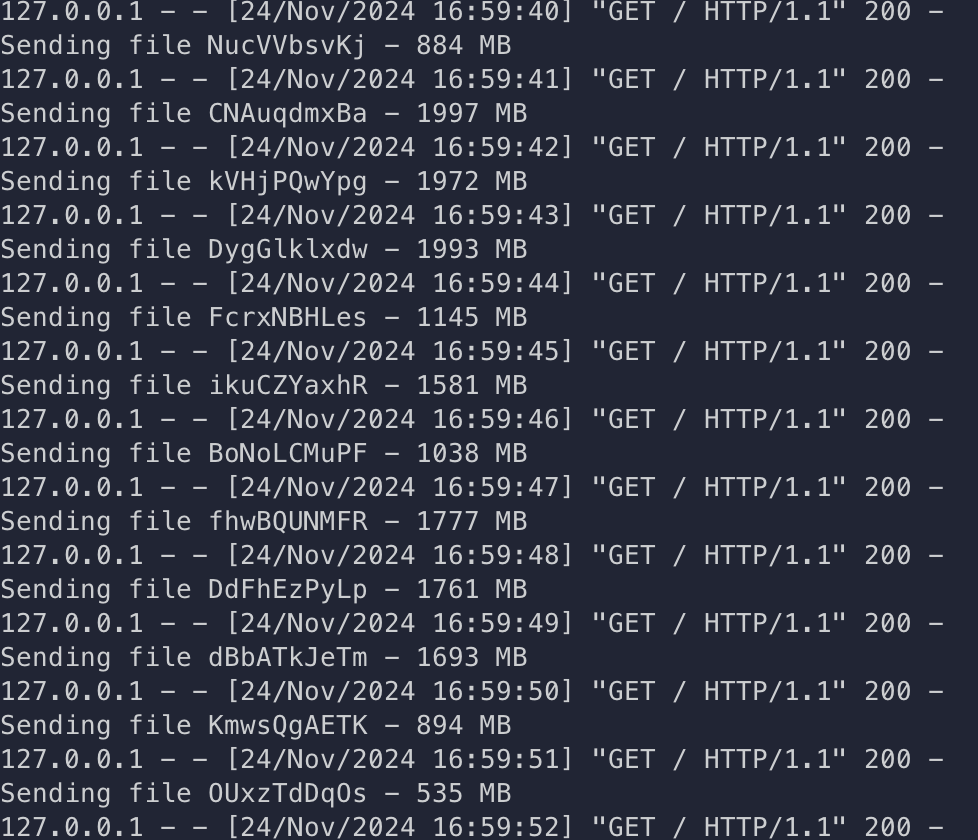 127.0.0.1 - - [24/Nov/2024 16:59:40] "GET / HTTP/1.1" 200 -
Sending file NucVVbsvKj - 884 MB
127.0.0.1 - - [24/Nov/2024 16:59:41] "GET / HTTP/1.1" 200 -
Sending file CNAuqdmxBa - 1997 MB
127.0.0.1 - - [24/Nov/2024 16:59:42] "GET / HTTP/1.1" 200 -
Sending file kVHjPQwYpg - 1972 MB
127.0.0.1 - - [24/Nov/2024 16:59:43] "GET / HTTP/1.1" 200 -
Sending file DygGlklxdw - 1993 MB
127.0.0.1 - - [24/Nov/2024 16:59:44] "GET / HTTP/1.1" 200 -
Sending file FcrxNBHLes - 1145 MB
127.0.0.1 - - [24/Nov/2024 16:59:45] "GET / HTTP/1.1" 200 -
Sending file ikuCZYaxhR - 1581 MB
127.0.0.1 - - [24/Nov/2024 16:59:46] "GET / HTTP/1.1" 200 -
Sending file BoNoLCMuPF - 1038 MB
127.0.0.1 - - [24/Nov/2024 16:59:47] "GET / HTTP/1.1" 200 -
Sending file fhwBQUNMFR - 1777 MB
127.0.0.1 - - [24/Nov/2024 16:59:48] "GET / HTTP/1.1" 200 -
Sending file DdFhEzPyLp - 1761 MB
127.0.0.1 - - [24/Nov/2024 16:59:49] "GET / HTTP/1.1" 200 -
Sending file dBbATkJeTm - 1693 MB
127.0.0.1 - - [24/Nov/2024 16:59:50] "GET / HTTP/1.1" 200 -
Sending file KmwsQgAETK - 894 MB
127.0.0.1 - - [24/Nov/2024 16:59:51] "GET / HTTP/1.1" 200 -
Sending file OUxzTdDqOs - 535 MB
127.0.0.1 - - [24/Nov/2024 16:59:52] "GET / HTTP/1.1" 200 -